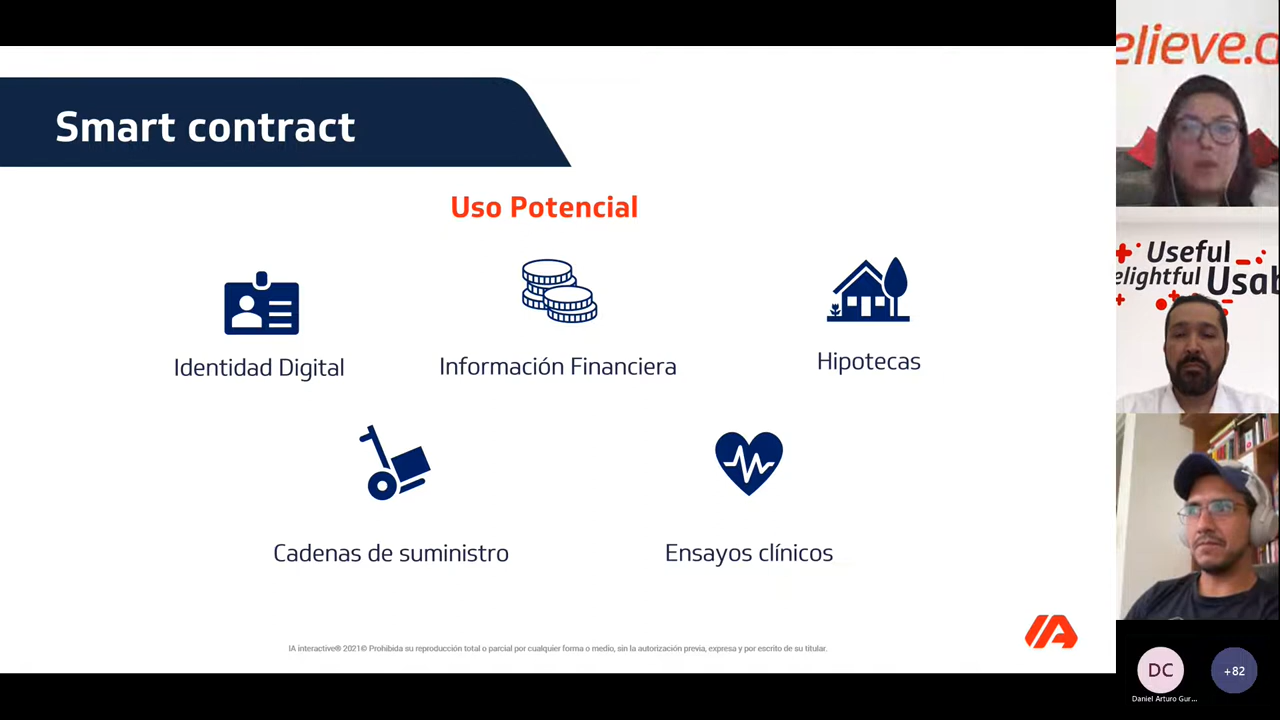 Smart contract
Uso Potencial
Identidad Digital
Información Financiera
Hipotecas
Cadenas de suministro
Ensayos clínicos
IA
IA interactive® 2021© Prohibida su reproducción total o parcial por cualquier forma o medio, sin la autorización previa, expresa y por escrito de su titular.
elieve.a
Useful
elightful Usab
DC
+82
Daniel Arturo Gur...